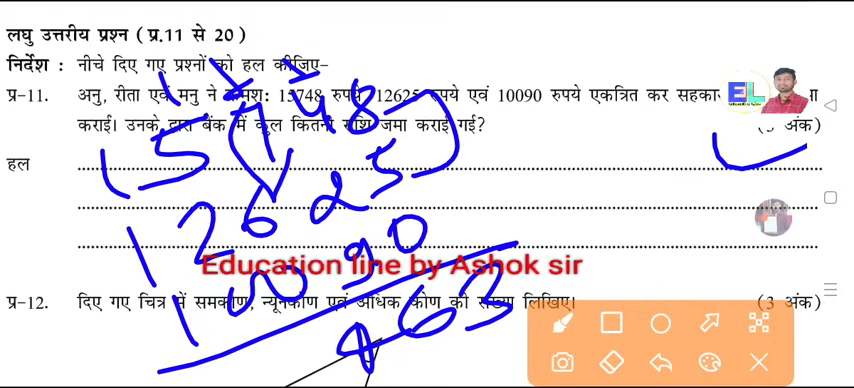 लघु उत्तरीय प्रश्न ( प्र.11 से 20 )
निर्देश : नीचे दिए गए प्रश्नों को हल कीजिए-
प्र-11. अनु, रीता एवं मनु ने क्रमश: 15748 रुपये, 12625 रुपये एवं 10090 रुपये एकत्रित कर सहकार
कराई। उनके द्वारा बैंक में कुल कितनी राशि जमा कराई गई? अंक)
हल
15748
12625
10090
463
Education line by Ashok sir
प्र-12. दिए गए चित्र में समकोण, न्यूनकोण एवं अधिक कोण की संख्या लिखिए। (3 अंक)
EL